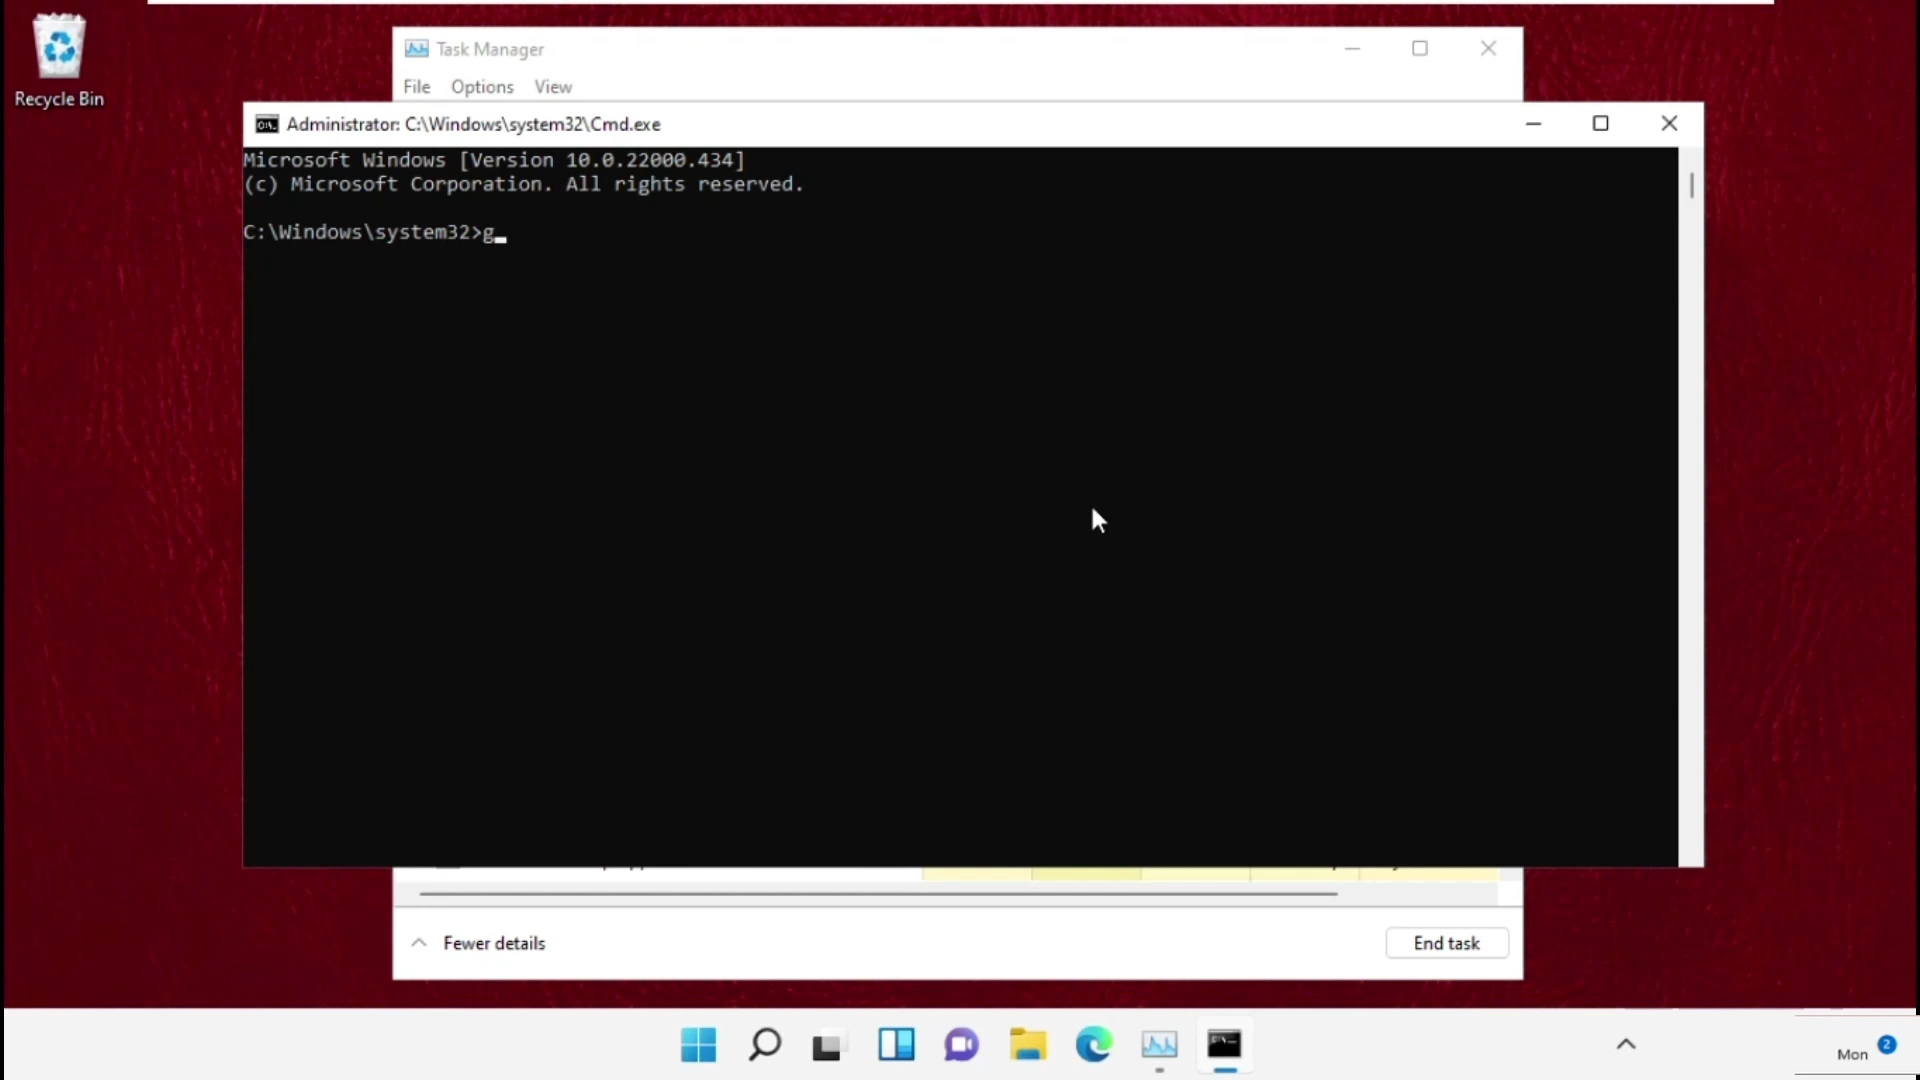 Recycle Bin
Task Manager
File Options View
Administrator: C:\Windows\system32\Cmd.exe
Microsoft Windows [Version 10.0.22000.434]
(c) Microsoft Corporation. All rights reserved.
C:\Windows\system32>g
Fewer details
End task
Mon
2